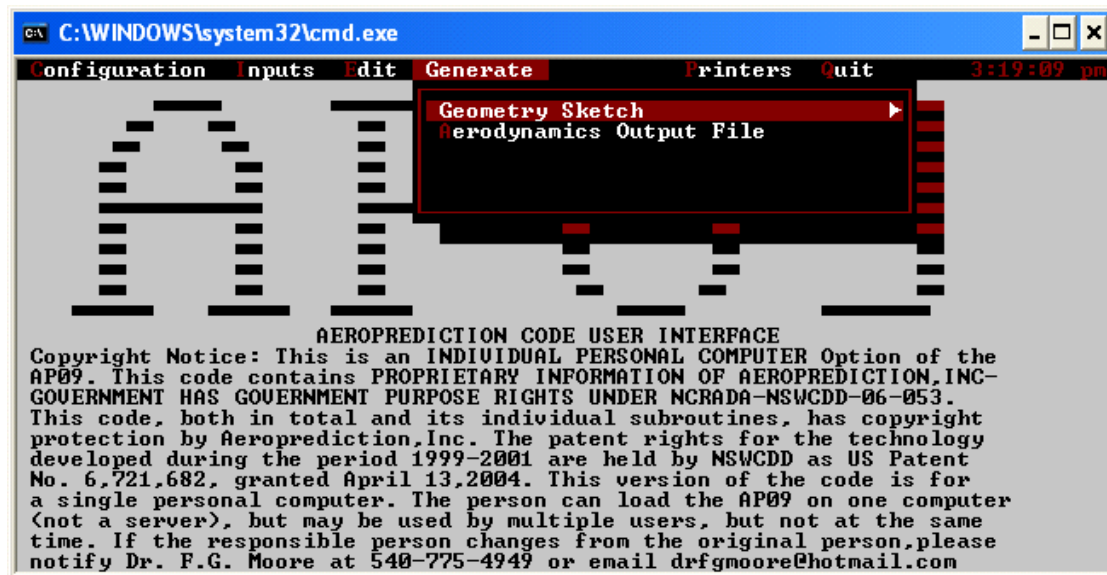 C:\WINDOWS\system32\cmd.exe
Configuration Inputs Edit Generate Printers Quit 3:19:09 pm
Geometry Sketch
Aerodynamics Output File
AEROPREDICTION CODE USER INTERFACE
Copyright Notice: This is an INDIVIDUAL PERSONAL COMPUTER Option of the
AP09. This code contains PROPRIETARY INFORMATION OF AEROPREDICTION,INC-
GOVERNMENT HAS GOVERNMENT PURPOSE RIGHTS UNDER NCRADA-NSWCDD-06-053.
This code, both in total and its individual subroutines, has copyright
protection by Aeroprediction,Inc. The patent rights for the technology
developed during the period 1999-2001 are held by NSWCDD as US Patent
No. 6,721,682, granted April 13,2004. This version of the code is for
a single personal computer. The person can load the AP09 on one computer
(not a server), but may be used by multiple users, but not at the same
time. If the responsible person changes from the original person,please
notify Dr. F.G. Moore at 540-775-4949 or email drfgmoore@hotmail.com